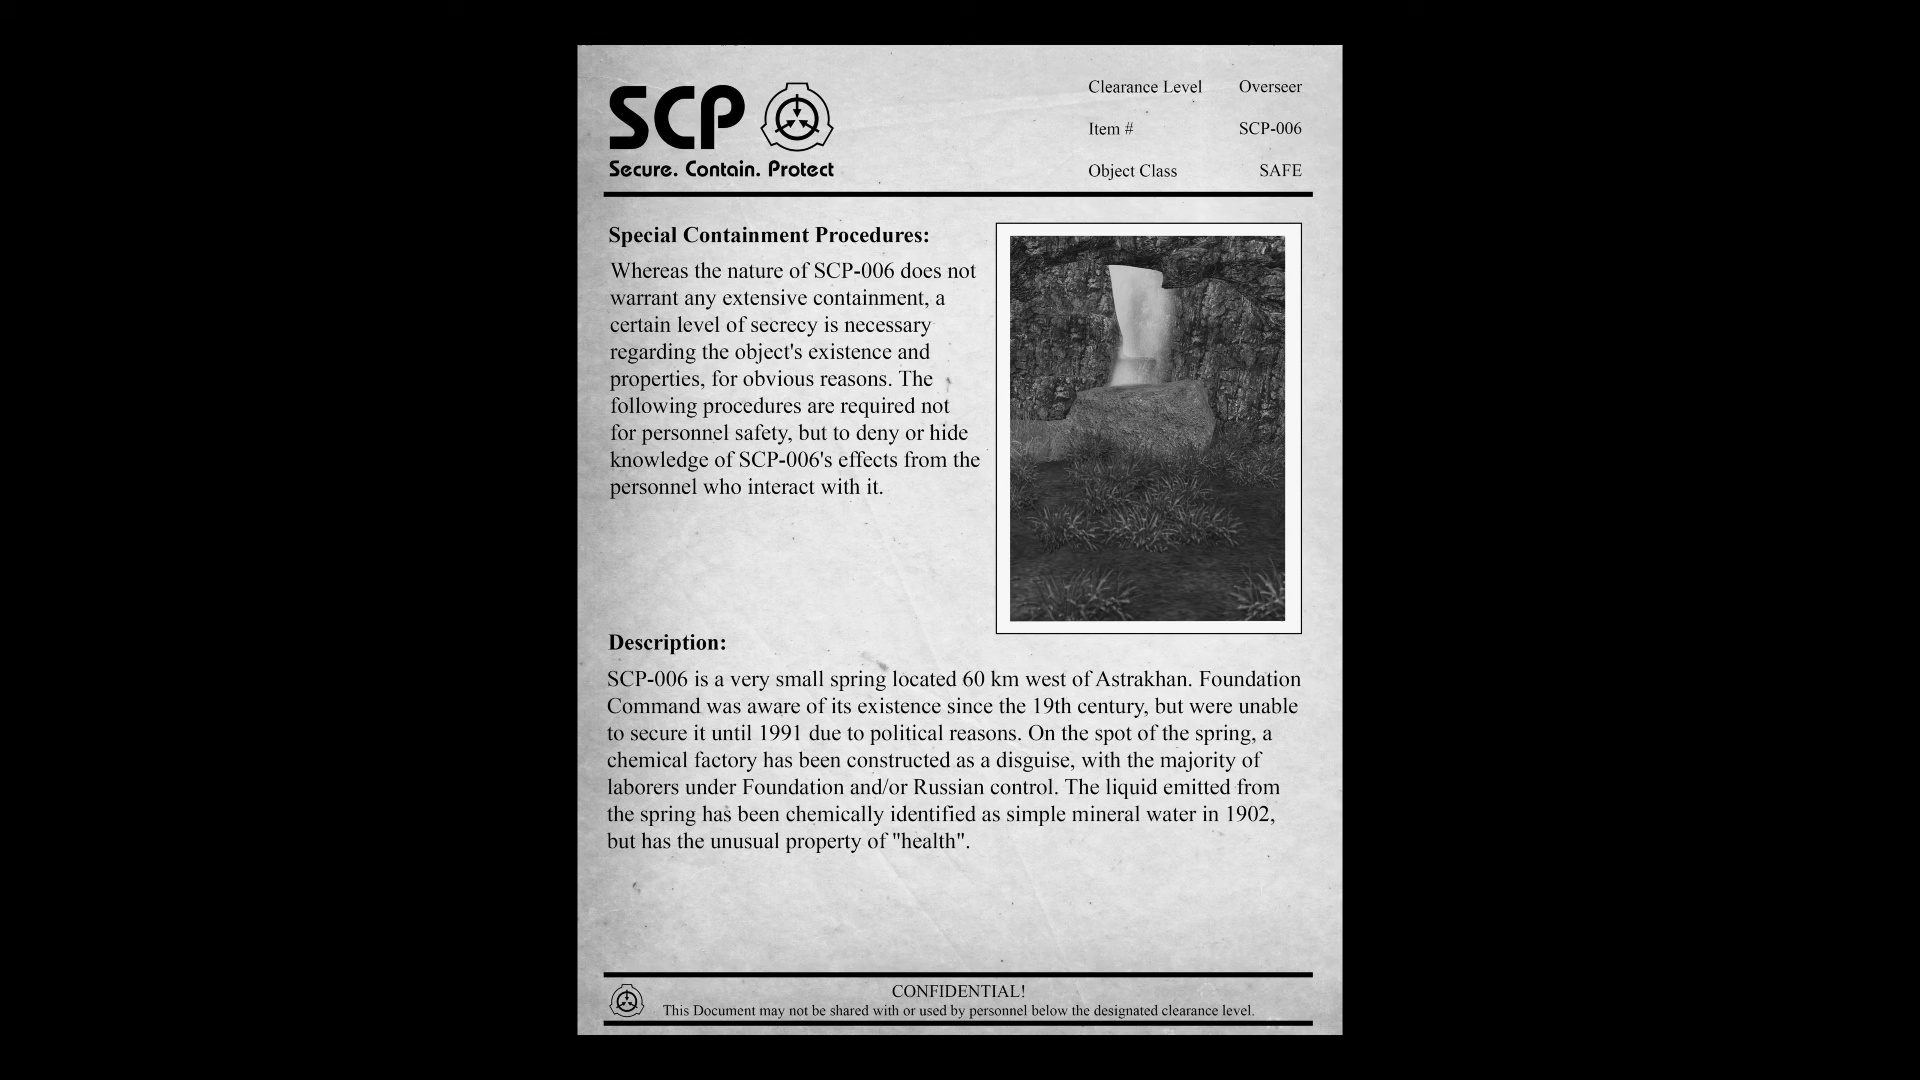 SCP
Secure. Contain. Protect
Clearance Level Overseer
Item # SCP-006
Object Class SAFE
Special Containment Procedures:
Whereas the nature of SCP-006 does not
warrant any extensive containment, a
certain level of secrecy is necessary
regarding the object's existence and
properties, for obvious reasons. The
following procedures are required not
for personnel safety, but to deny or hide
knowledge of SCP-006's effects from the
personnel who interact with it.
Description:
SCP-006 is a very small spring located 60 km west of Astrakhan. Foundation
Command was aware of its existence since the 19th century, but were unable
to secure it until 1991 due to political reasons. On the spot of the spring, a
chemical factory has been constructed as a disguise, with the majority of
laborers under Foundation and/or Russian control. The liquid emitted from
the spring has been chemically identified as simple mineral water in 1902,
but has the unusual property of "health".
CONFIDENTIAL!
This Document may not be shared with or used by personnel below the designated clearance level.